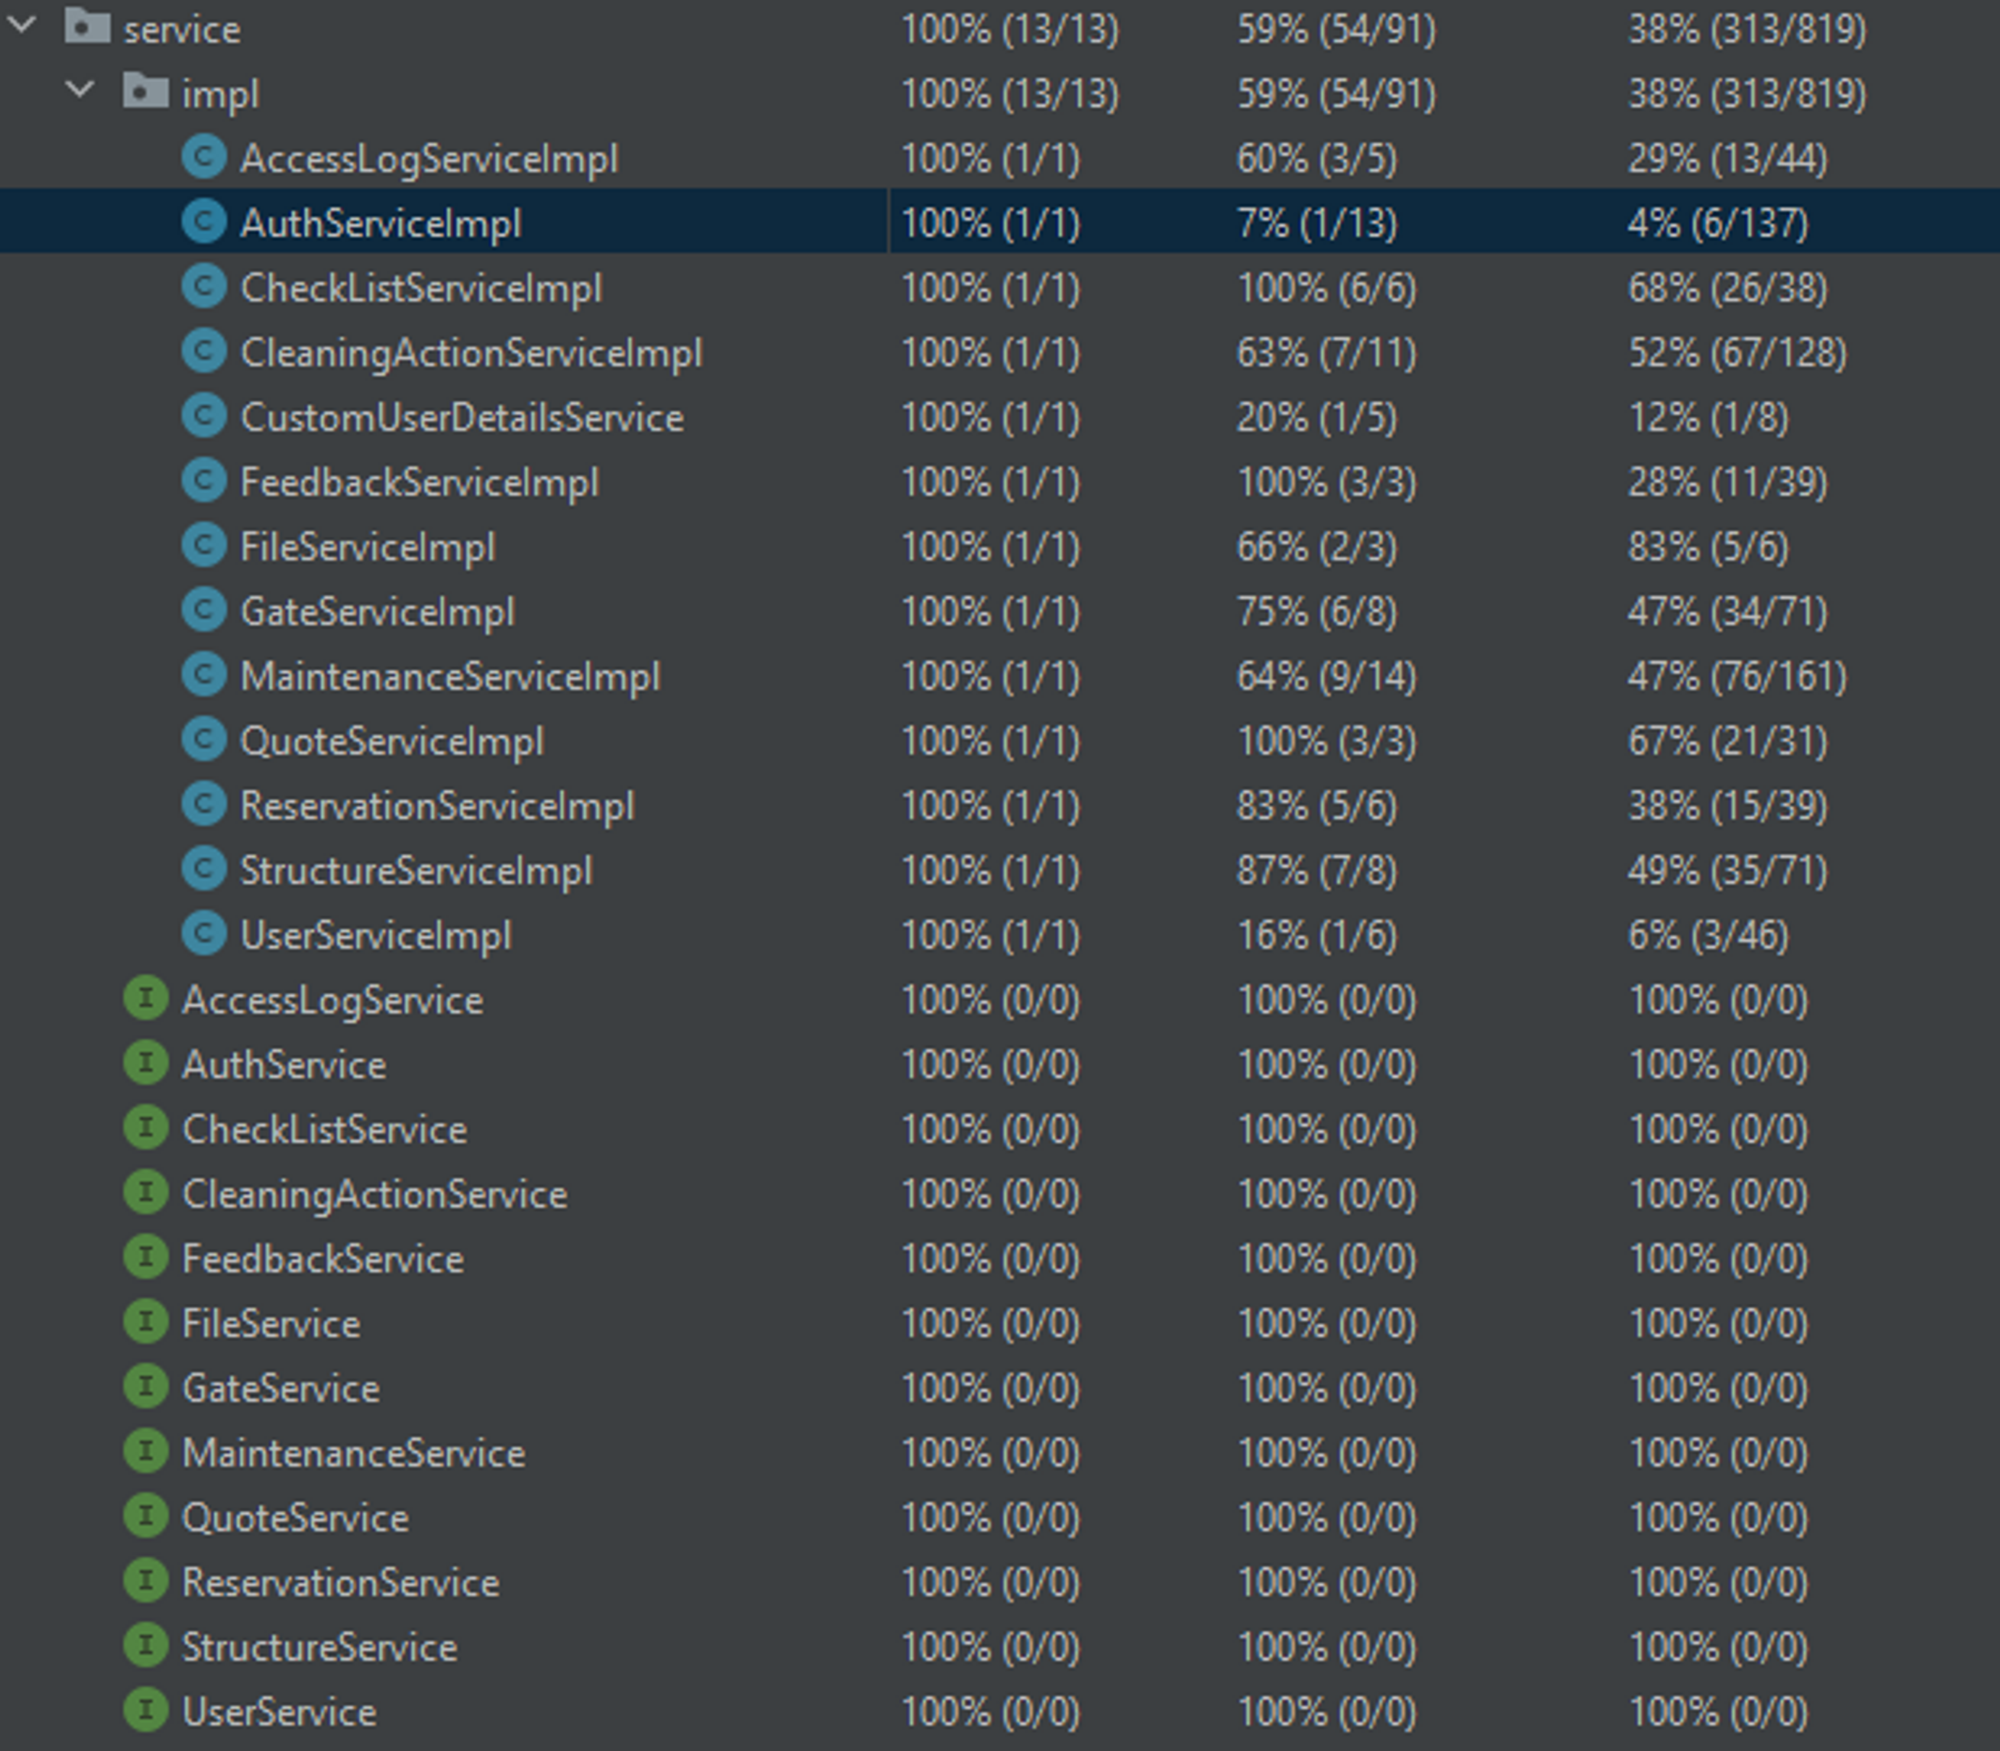 service 100% (13/13) 59% (54/91) 38% (313/819)
impl 100% (13/13) 59% (54/91) 38% (313/819)
C AccessLogServiceImpl 100% (1/1) 60% (3/5) 29% (13/44)
C AuthServiceImpl 100% (1/1) 7% (1/13) 4% (6/137)
C CheckListServiceImpl 100% (1/1) 100% (6/6) 68% (26/38)
C CleaningActionServiceImpl 100% (1/1) 63% (7/11) 52% (67/128)
C CustomUserDetailsService 100% (1/1) 20% (1/5) 12% (1/8)
C FeedbackServiceImpl 100% (1/1) 100% (3/3) 28% (11/39)
C FileServiceImpl 100% (1/1) 66% (2/3) 83% (5/6)
C GateServiceImpl 100% (1/1) 75% (6/8) 47% (34/71)
C MaintenanceServiceImpl 100% (1/1) 64% (9/14) 47% (76/161)
C QuoteServiceImpl 100% (1/1) 100% (3/3) 67% (21/31)
C ReservationServiceImpl 100% (1/1) 83% (5/6) 38% (15/39)
C StructureServiceImpl 100% (1/1) 87% (7/8) 49% (35/71)
C UserServiceImpl 100% (1/1) 16% (1/6) 6% (3/46)
I AccessLogService 100% (0/0) 100% (0/0) 100% (0/0)
I AuthService 100% (0/0) 100% (0/0) 100% (0/0)
I CheckListService 100% (0/0) 100% (0/0) 100% (0/0)
I CleaningActionService 100% (0/0) 100% (0/0) 100% (0/0)
I FeedbackService 100% (0/0) 100% (0/0) 100% (0/0)
I FileService 100% (0/0) 100% (0/0) 100% (0/0)
I GateService 100% (0/0) 100% (0/0) 100% (0/0)
I MaintenanceService 100% (0/0) 100% (0/0) 100% (0/0)
I QuoteService 100% (0/0) 100% (0/0) 100% (0/0)
I ReservationService 100% (0/0) 100% (0/0) 100% (0/0)
I StructureService 100% (0/0) 100% (0/0) 100% (0/0)
I UserService 100% (0/0) 100% (0/0) 100% (0/0)